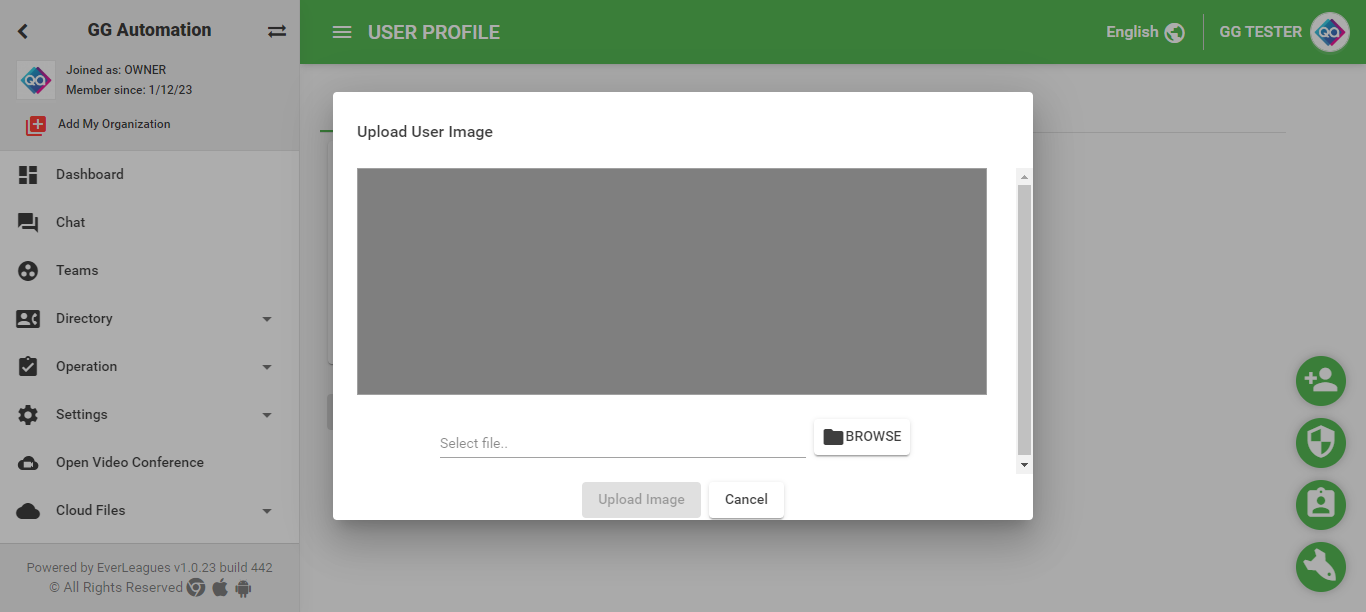 GG Automation
Joined as: OWNER
Member since: 1/12/23
Add My Organization
Dashboard
Chat
Teams
Directory
Operation
Settings
Open Video Conference
Cloud Files
Powered by EverLeagues v1.0.23 build 442
© All Rights Reserved
USER PROFILE
English
GG TESTER
QA
QA
Upload User Image
Select file..
BROWSE
Upload Image
Cancel